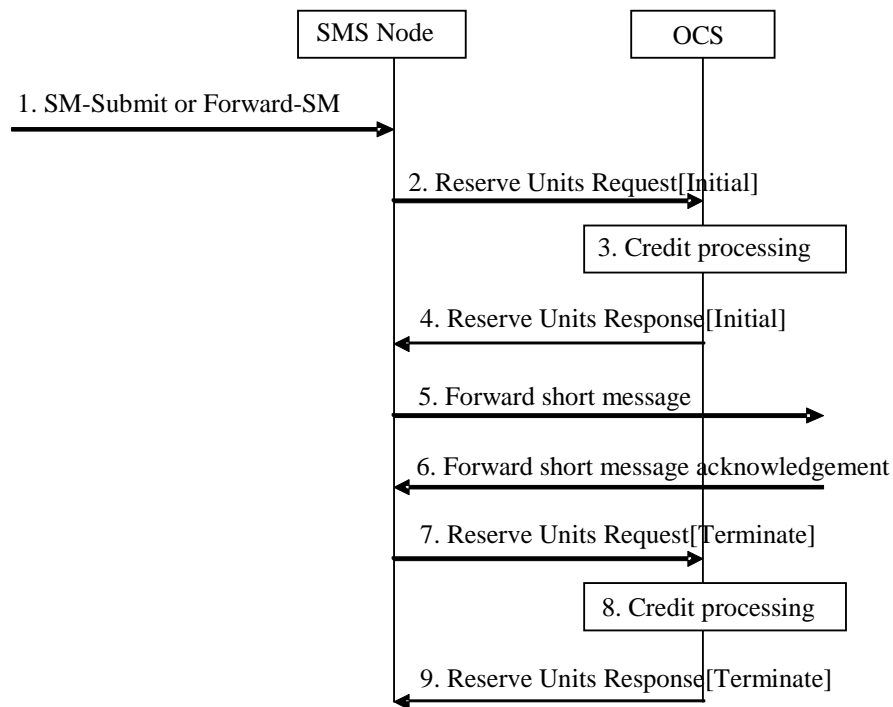 SMS Node
OCS
1. SM-Submit or Forward-SM
2. Reserve Units Request[Initial]
3. Credit processing
4. Reserve Units Response[Initial]
5. Forward short message
6. Forward short message acknowledgement
7. Reserve Units Request[Terminate]
8. Credit processing
9. Reserve Units Response[Terminate]